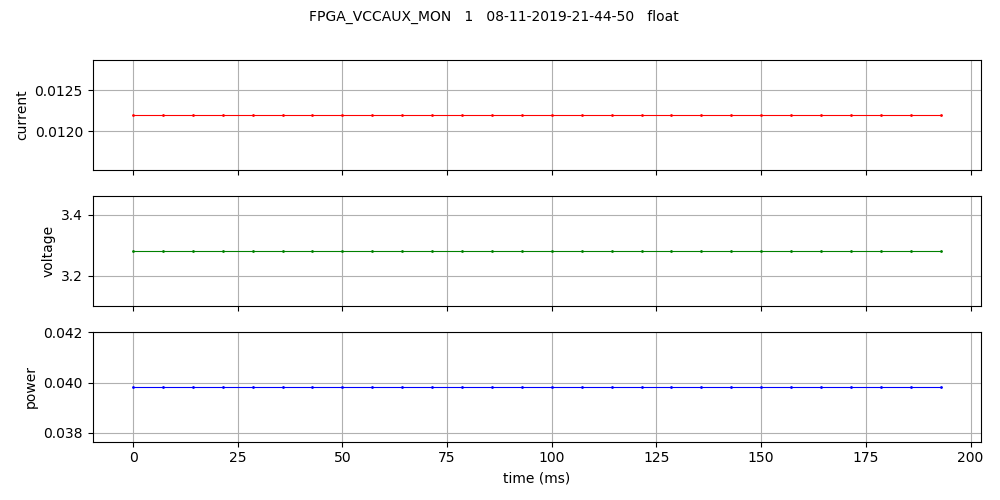 FPGA_VCCAUX_MON 1 08-11-2019-21-44-50 float
0.0125
0.0120
current
3.4
3.2
voltage
0.042
0.040
0.038
power
0 25 50 75 100 125 150 175 200
time (ms)